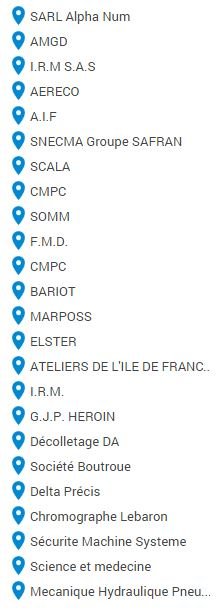 SARL Alpha Num
AMGD
I.R.M S.A.S
AERECO
A.I.F
SNECMA Groupe SAFRAN
SCALA
CMPC
SOMM
F.M.D.
CMPC
BARIOT
MARPOSS
ELSTER
ATELIERS DE L'ILE DE FRANC..
I.R.M.
G.J.P. HEROIN
Décolletage DA
Société Boutroue
Delta Précis
Chromographe Lebaron
Sécurite Machine Systeme
Science et medecine
Mecanique Hydraulique Pneu...